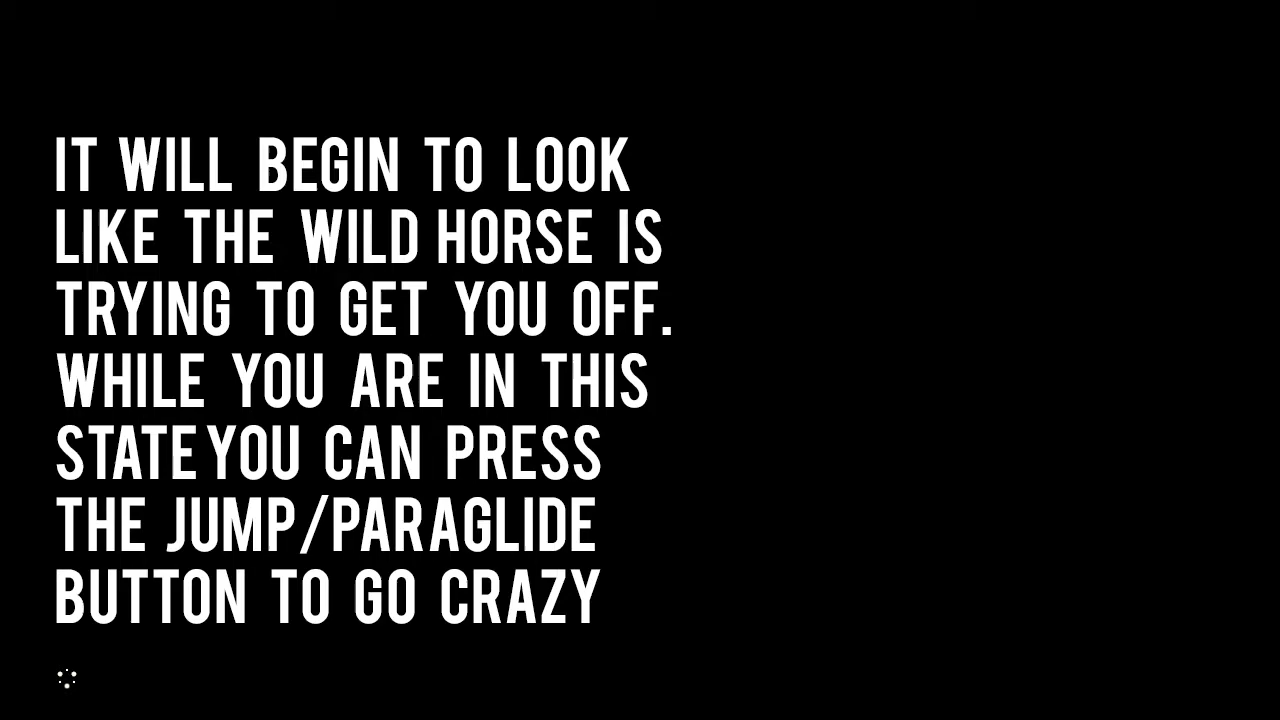 IT WILL BEGIN TO LOOK
LIKE THE WILD HORSE IS
TRYING TO GET YOU OFF.
WHILE YOU ARE IN THIS
STATE YOU CAN PRESS
THE JUMP/PARAGLIDE
BUTTON TO GO CRAZY